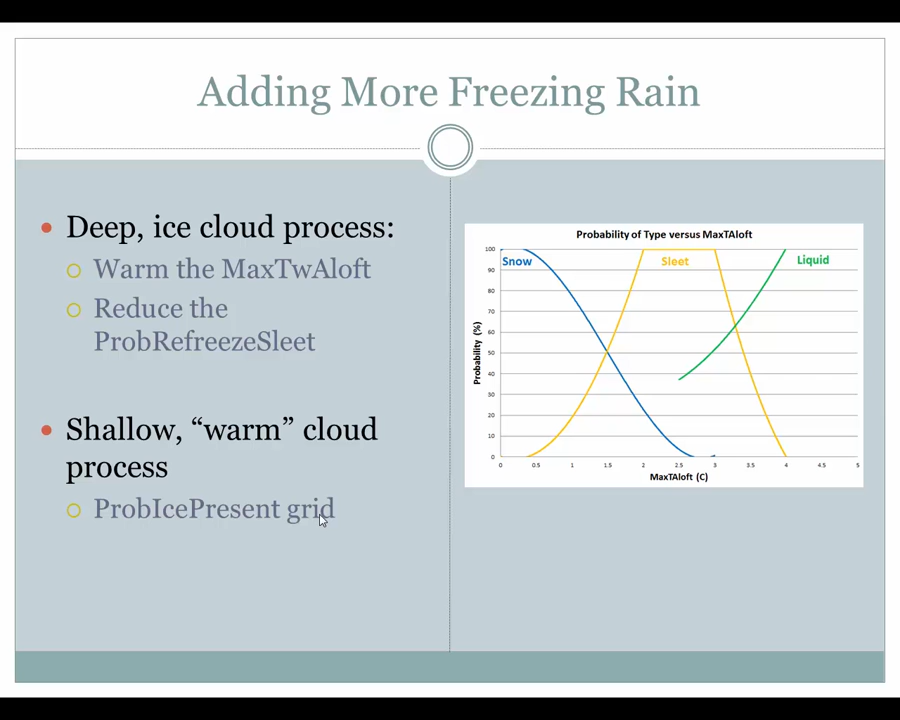 Adding More Freezing Rain
Deep, ice cloud process:
Warm the MaxTwAloft
Reduce the
ProbRefreezeSleet
Shallow, “warm” cloud
process
ProbIcePresent grid
Probability of Type versus MaxTAloft
Snow
Sleet
Liquid
Probability (%)
100
90
80
70
60
50
40
30
20
10
0
0 0.5 1 1.5 2 2.5 3 3.5 4 4.5 5
MaxTAloft (C)